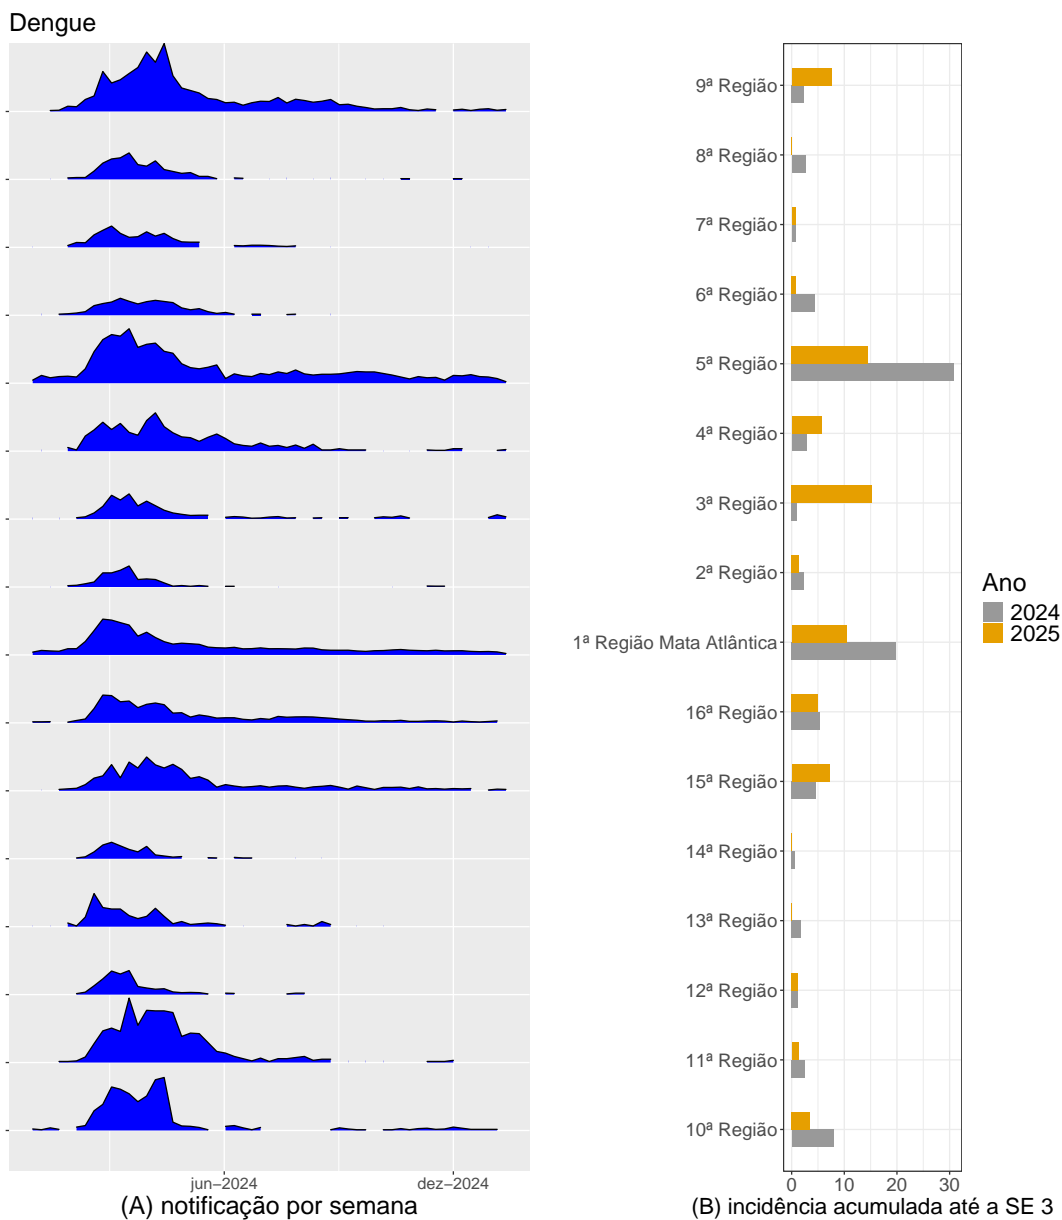 Dengue
9ª Região
8ª Região
7ª Região
6ª Região
5ª Região
4ª Região
3ª Região
2ª Região
1ª Região Mata Atlântica
16ª Região
15ª Região
14ª Região
13ª Região
12ª Região
11ª Região
10ª Região
Ano
2024
2025
jun–2024
dez–2024
0
10
20
30
(A) notificação por semana
(B) incidência acumulada até a SE 3